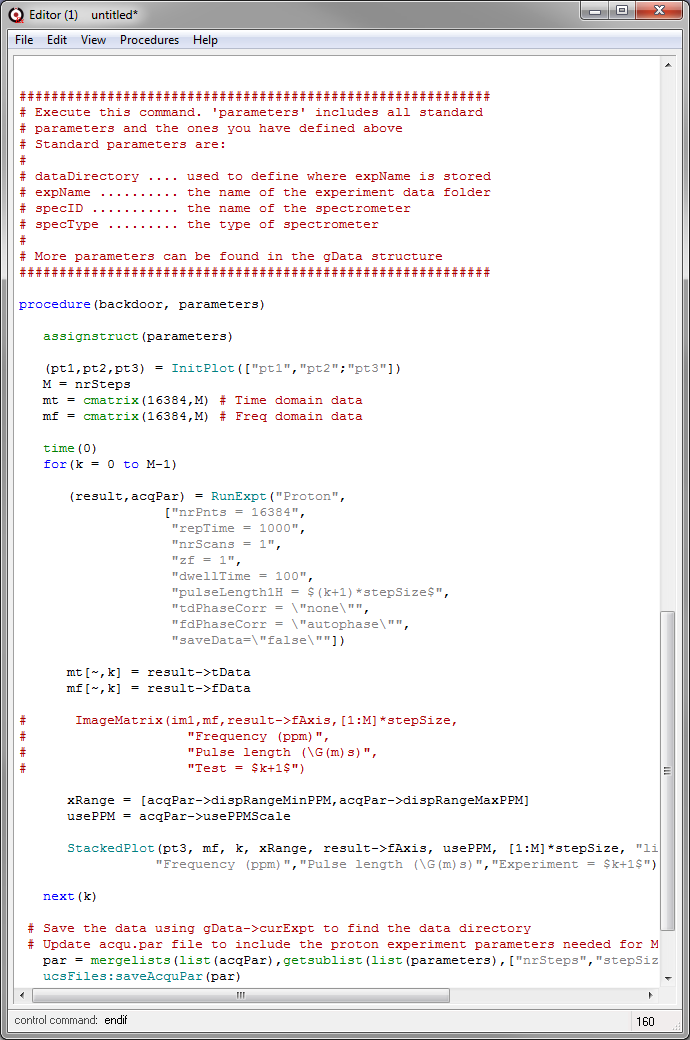 Editor (1) untitled*
File Edit View Procedures Help
###########################################################
# Execute this command. 'parameters' includes all standard
# parameters and the ones you have defined above
# Standard parameters are:
#
# dataDirectory .... used to define where expName is stored
# expName .......... the name of the experiment data folder
# specID ........... the name of the spectrometer
# specType ......... the type of spectrometer
#
# More parameters can be found in the gData structure
###########################################################
procedure(backdoor, parameters)
assignstruct(parameters)
(pt1,pt2,pt3) = InitPlot(["pt1","pt2";"pt3"])
M = nrSteps
mt = cmatrix(16384,M) # Time domain data
mf = cmatrix(16384,M) # Freq domain data
time(0)
for(k = 0 to M-1)
(result,acqPar) = RunExpt("Proton",
["nrPnts = 16384",
"repTime = 1000",
"nrScans = 1",
"zf = 1",
"dwellTime = 100",
"pulseLength1H = $(k+1)*stepSize$",
"tdPhaseCorr = \"none\"",
"fdPhaseCorr = \"autophase\"",
"saveData=\"false\""])
mt[~,k] = result->tData
mf[~,k] = result->fData
# ImageMatrix(im1,mf,result->fAxis,[1:M]*stepSize,
# "Frequency (ppm)",
# "Pulse length (\G(m)s)",
# "Test = $k+1$")
xRange = [acqPar->dispRangeMinPPM,acqPar->dispRangeMaxPPM]
usePPM = acqPar->usePPMScale
StackedPlot(pt3, mf, k, xRange, result->fAxis, usePPM, [1:M]*stepSize, "li
"Frequency (ppm)","Pulse length (\G(m)s)","Experiment = $k+1$")
next(k)
# Save the data using gData->curExpt to find the data directory
# Update acqu.par file to include the proton experiment parameters needed for M
par = mergelists(list(acqPar),getsublist(list(parameters),["nrSteps","stepSiz
ucsFiles:saveAcquPar(par)
control command: endif 160